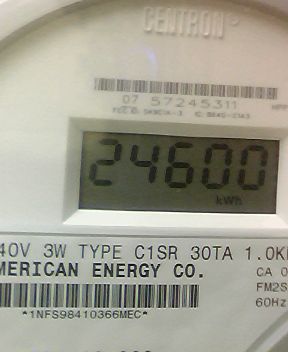 CENTRON®
07 57245311
24600
kWh
40V 3W TYPE C1SR 30TA 1.0K
MERICAN ENERGY CO.
CA 0
FM2S
60Hz
*1NFS98410366MEC*